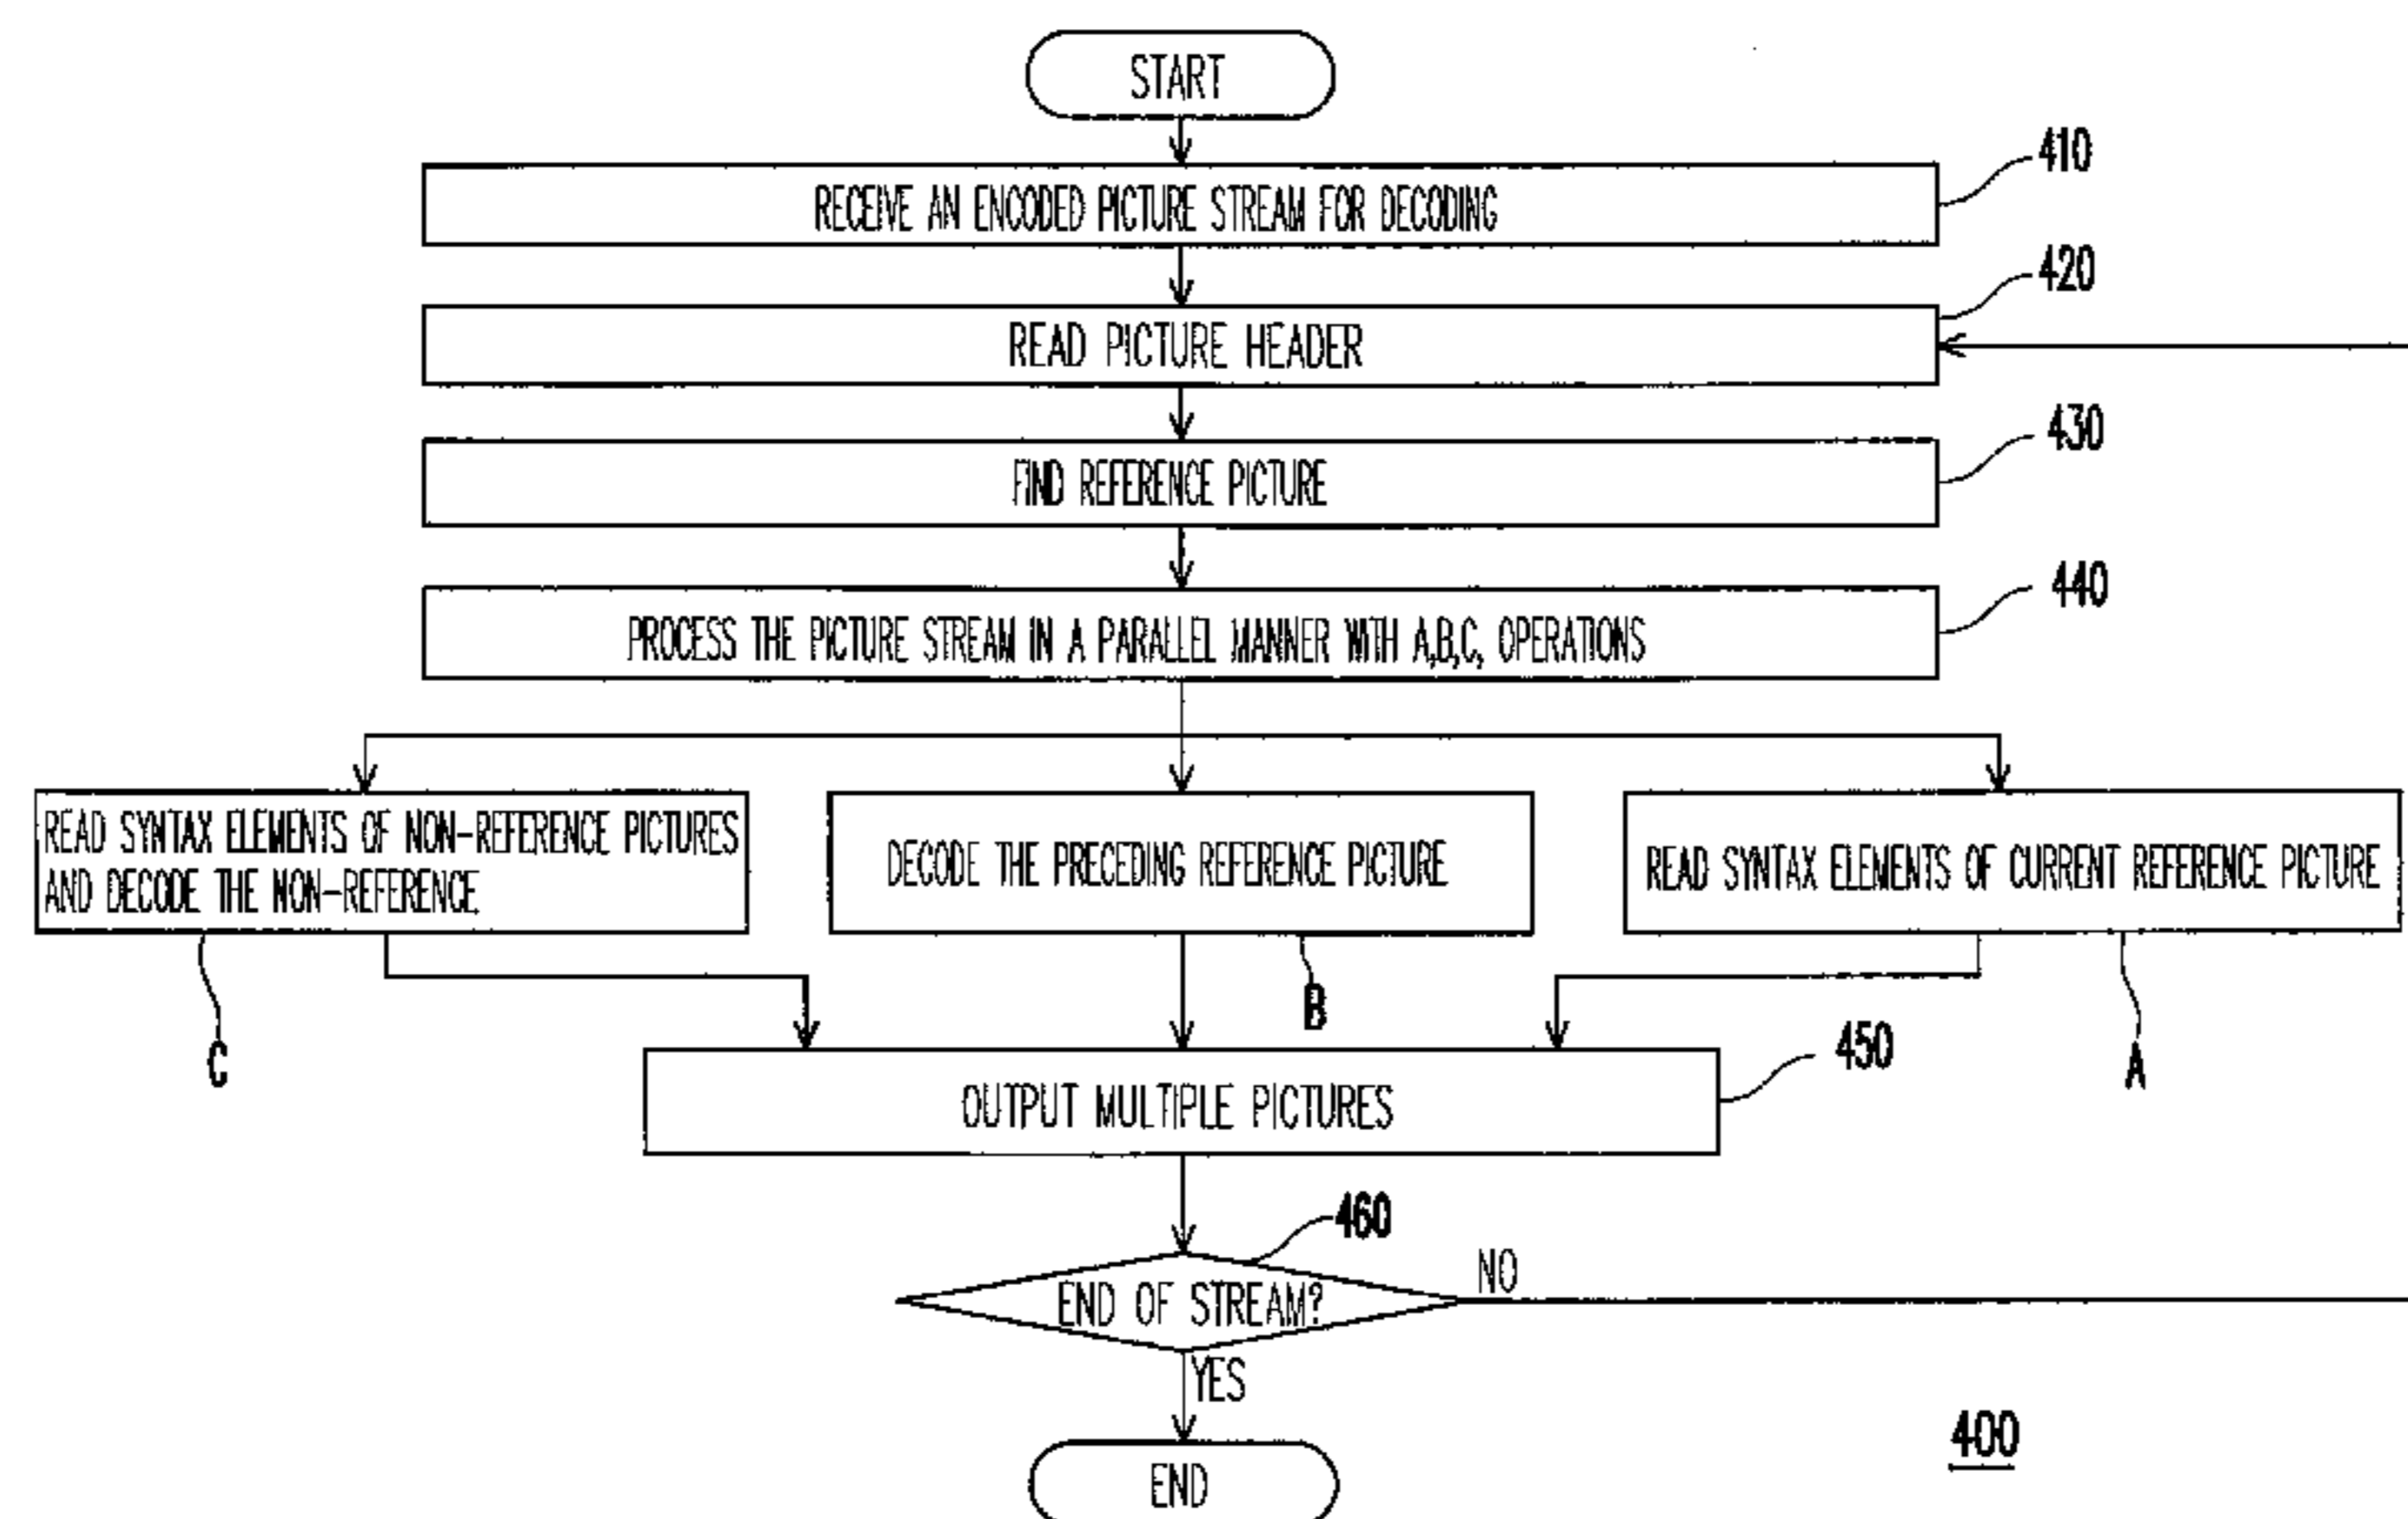 START
410
RECEIVE AN ENCODED PICTURE STREAM FOR DECODING
420
READ PICTURE HEADER
430
FIND REFERENCE PICTURE
440
PROCESS THE PICTURE STREAM IN A PARALLEL MANNER WITH A,B,C, OPERATIONS
READ SYNTAX ELEMENTS OF NON-REFERENCE PICTURES
AND DECODE THE NON-REFERENCE.
DECODE THE PRECEDING REFERENCE PICTURE
READ SYNTAX ELEMENTS OF CURRENT REFERENCE PICTURE
C
B
A
450
OUTPUT MULTIPLE PICTURES
460
END OF STREAM?
NO
YES
END
400